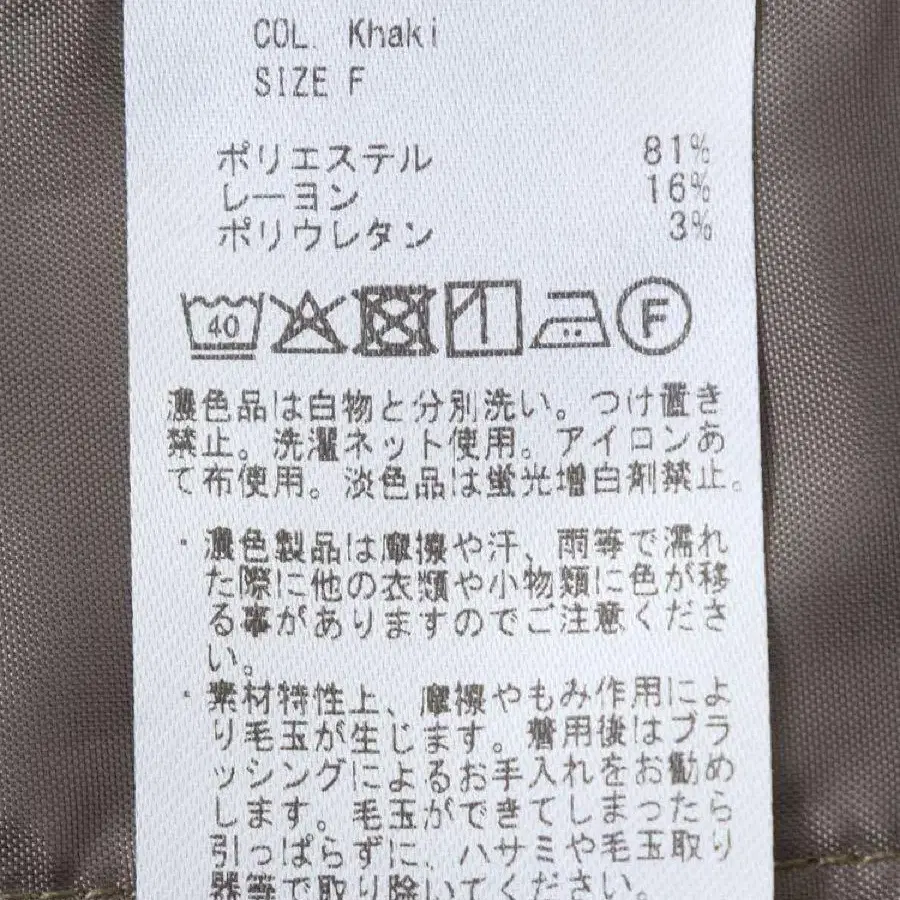 COL. Khaki
SIZE F
ポリエステル 81%
レーヨン 16%
ポリウレタン 3%
40 F
濃色品は白物と分別洗い。つけ置き
禁止。洗濯ネット使用。アイロンあ
て布使用。淡色品は蛍光増白剤禁止。
・濃色製品は摩擦や汗、雨等で濡れ
た際に他の衣類や小物類に色が移
る事がありますのでご注意くださ
い。
・素材特性上、摩擦やもみ作用によ
り毛玉が生じます。着用後はブラ
ッシングによるお手入れをお勧め
します。毛玉ができてしまったら
引っぱらずに、ハサミや毛玉取り
器等で取り除いてください。